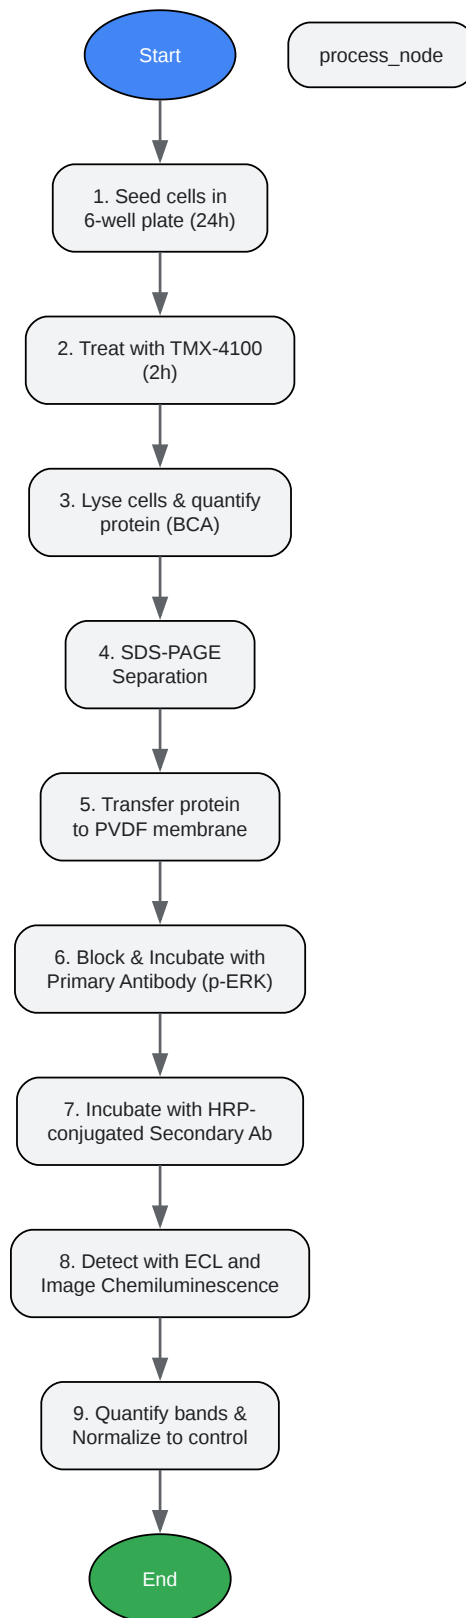 Start
process_node
1. Seed cells in
6-well plate (24h)
2. Treat with TMX-4100
(2h)
3. Lyse cells & quantify
protein (BCA)
4. SDS-PAGE
Separation
5. Transfer protein
to PVDF membrane
6. Block & Incubate with
Primary Antibody (p-ERK)
7. Incubate with HRP-
conjugated Secondary Ab
8. Detect with ECL and
Image Chemiluminescence
9. Quantify bands &
Normalize to control
End